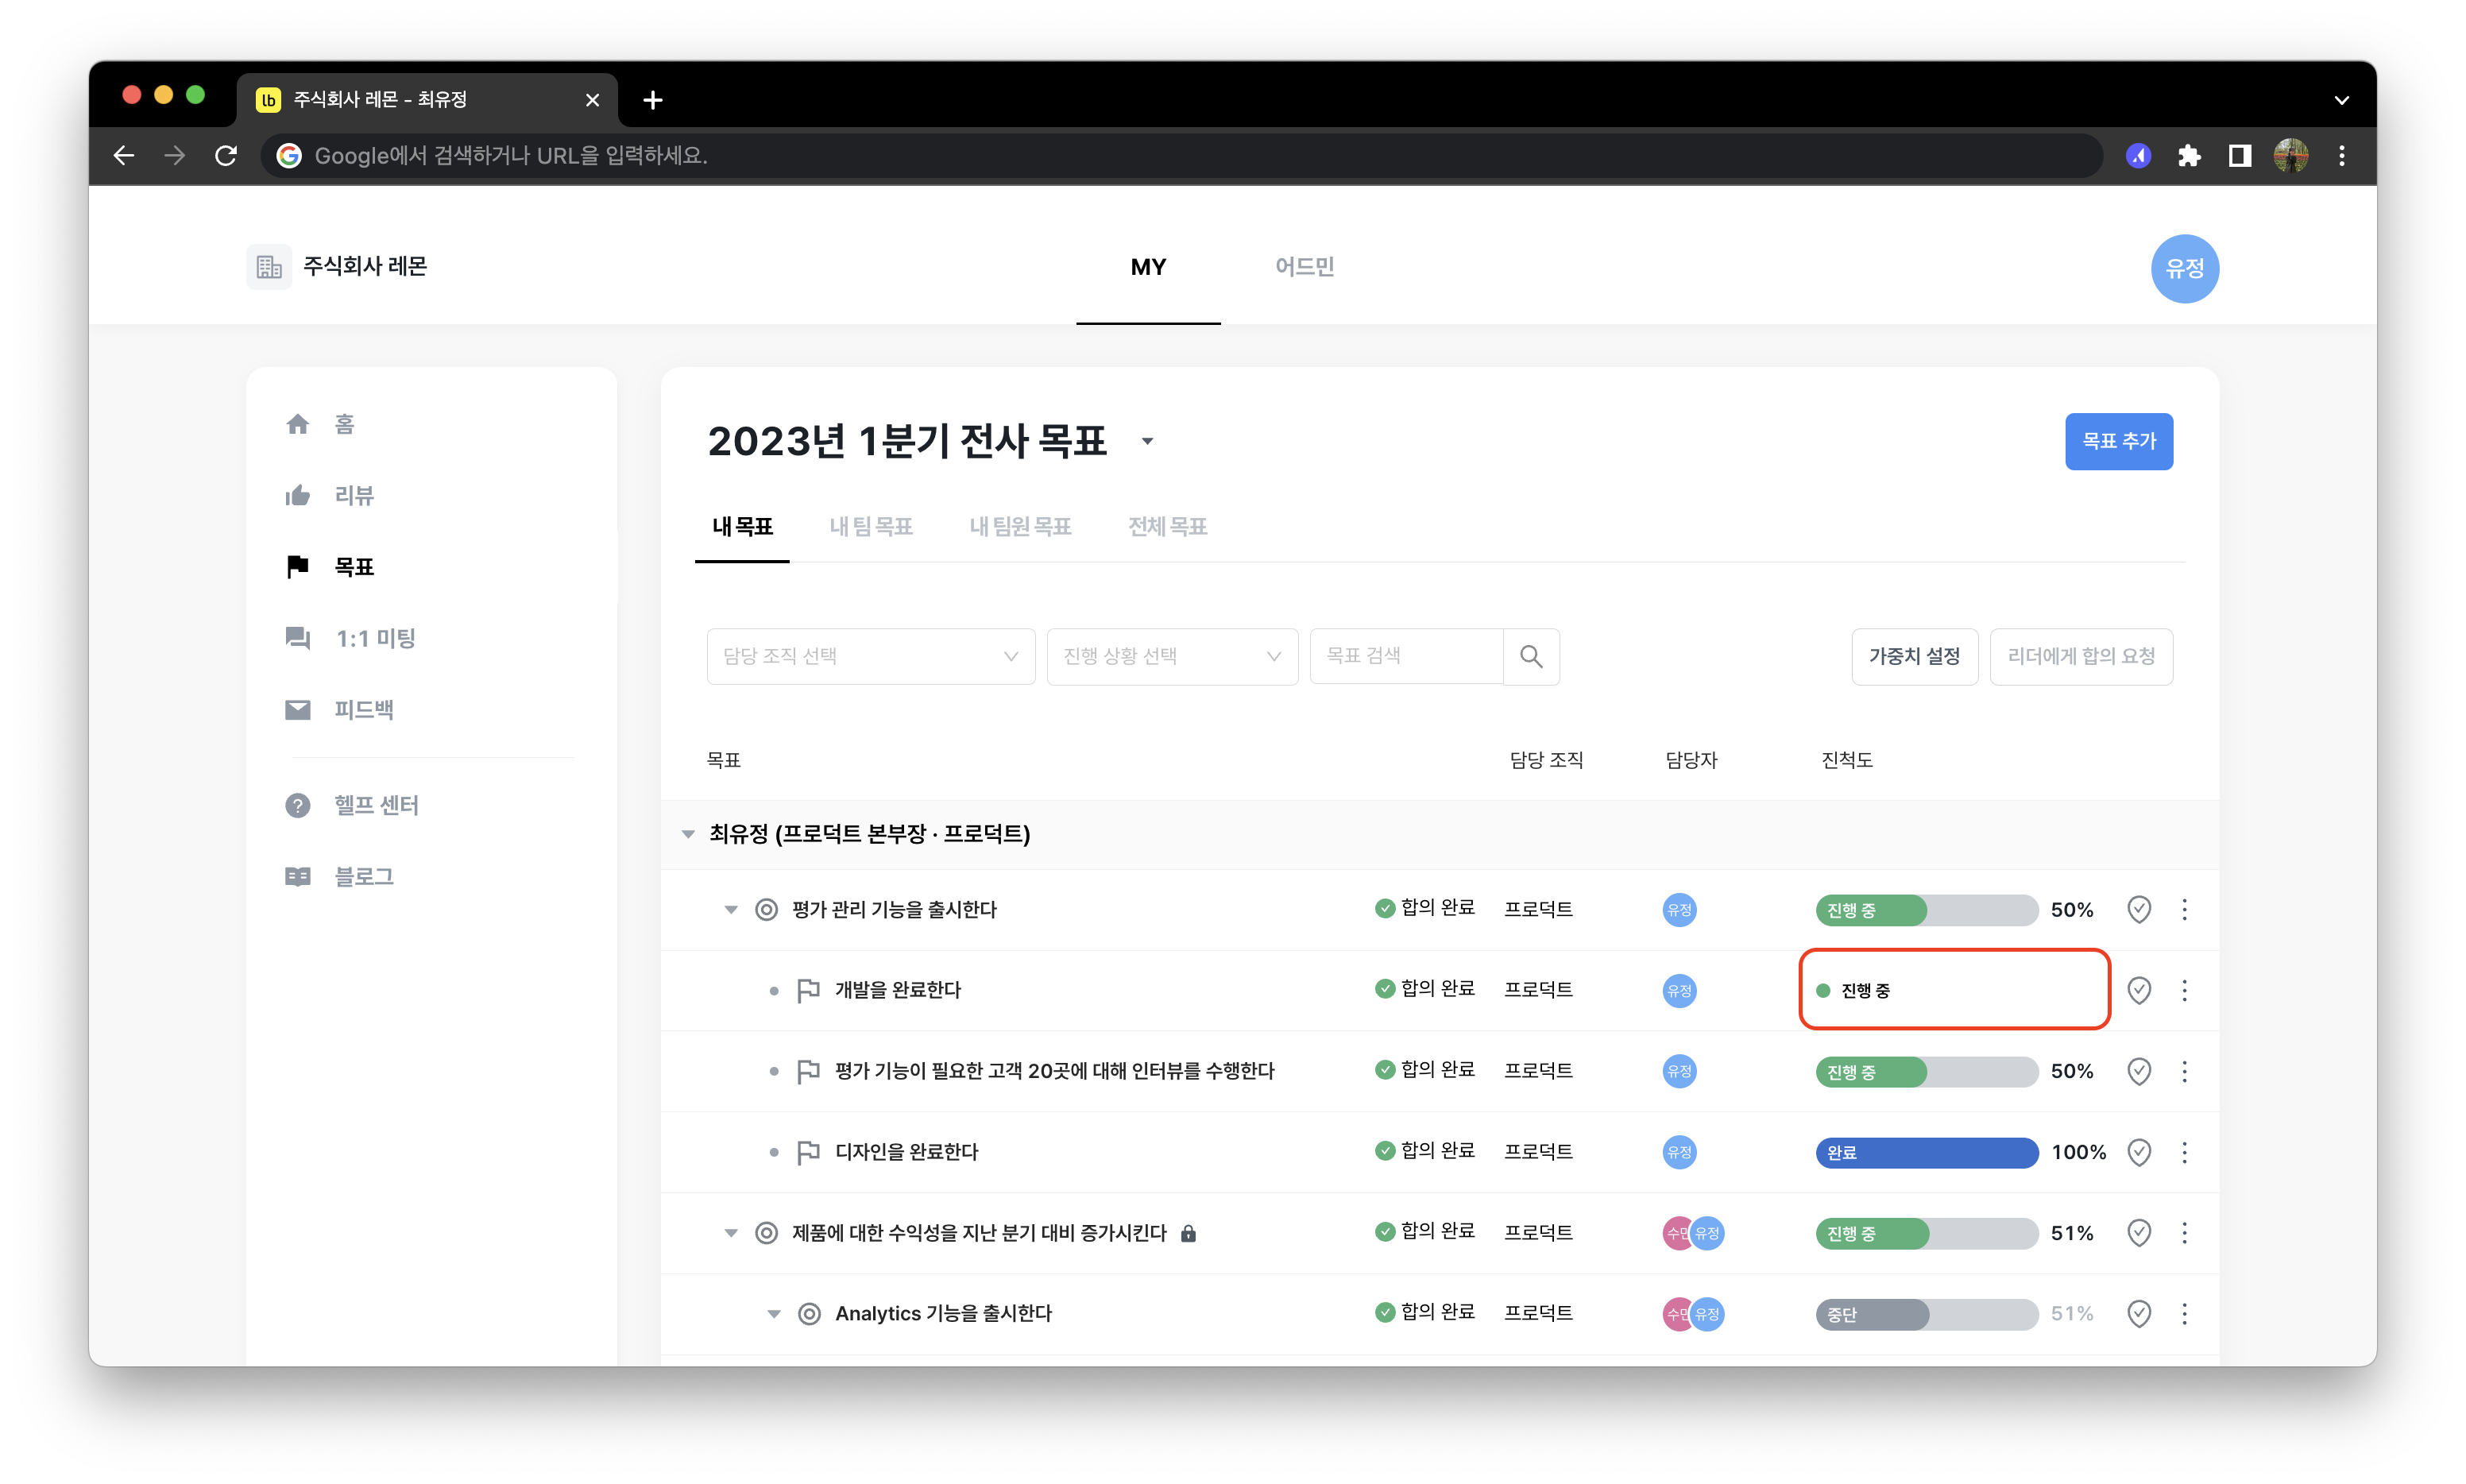 lb 주식회사 레몬 - 최유정
Google에서 검색하거나 URL을 입력하세요.
주식회사 레몬
MY
어드민
유정
홈
리뷰
목표
1:1 미팅
피드백
헬프 센터
블로그
2023년 1분기 전사 목표
목표 추가
내 목표 내 팀 목표 내 팀원 목표 전체 목표
담당 조직 선택 진행 상황 선택 목표 검색 가중치 설정 리더에게 합의 요청
목표 담당 조직 담당자 진척도
최유정 (프로덕트 본부장 · 프로덕트)
평가 관리 기능을 출시한다 합의 완료 프로덕트 유정 진행 중 50%
개발을 완료한다 합의 완료 프로덕트 유정 진행 중
평가 기능이 필요한 고객 20곳에 대해 인터뷰를 수행한다 합의 완료 프로덕트 유정 진행 중 50%
디자인을 완료한다 합의 완료 프로덕트 유정 완료 100%
제품에 대한 수익성을 지난 분기 대비 증가시킨다 합의 완료 프로덕트 유정 진행 중 51%
Analytics 기능을 출시한다 합의 완료 프로덕트 유정 중단 51%